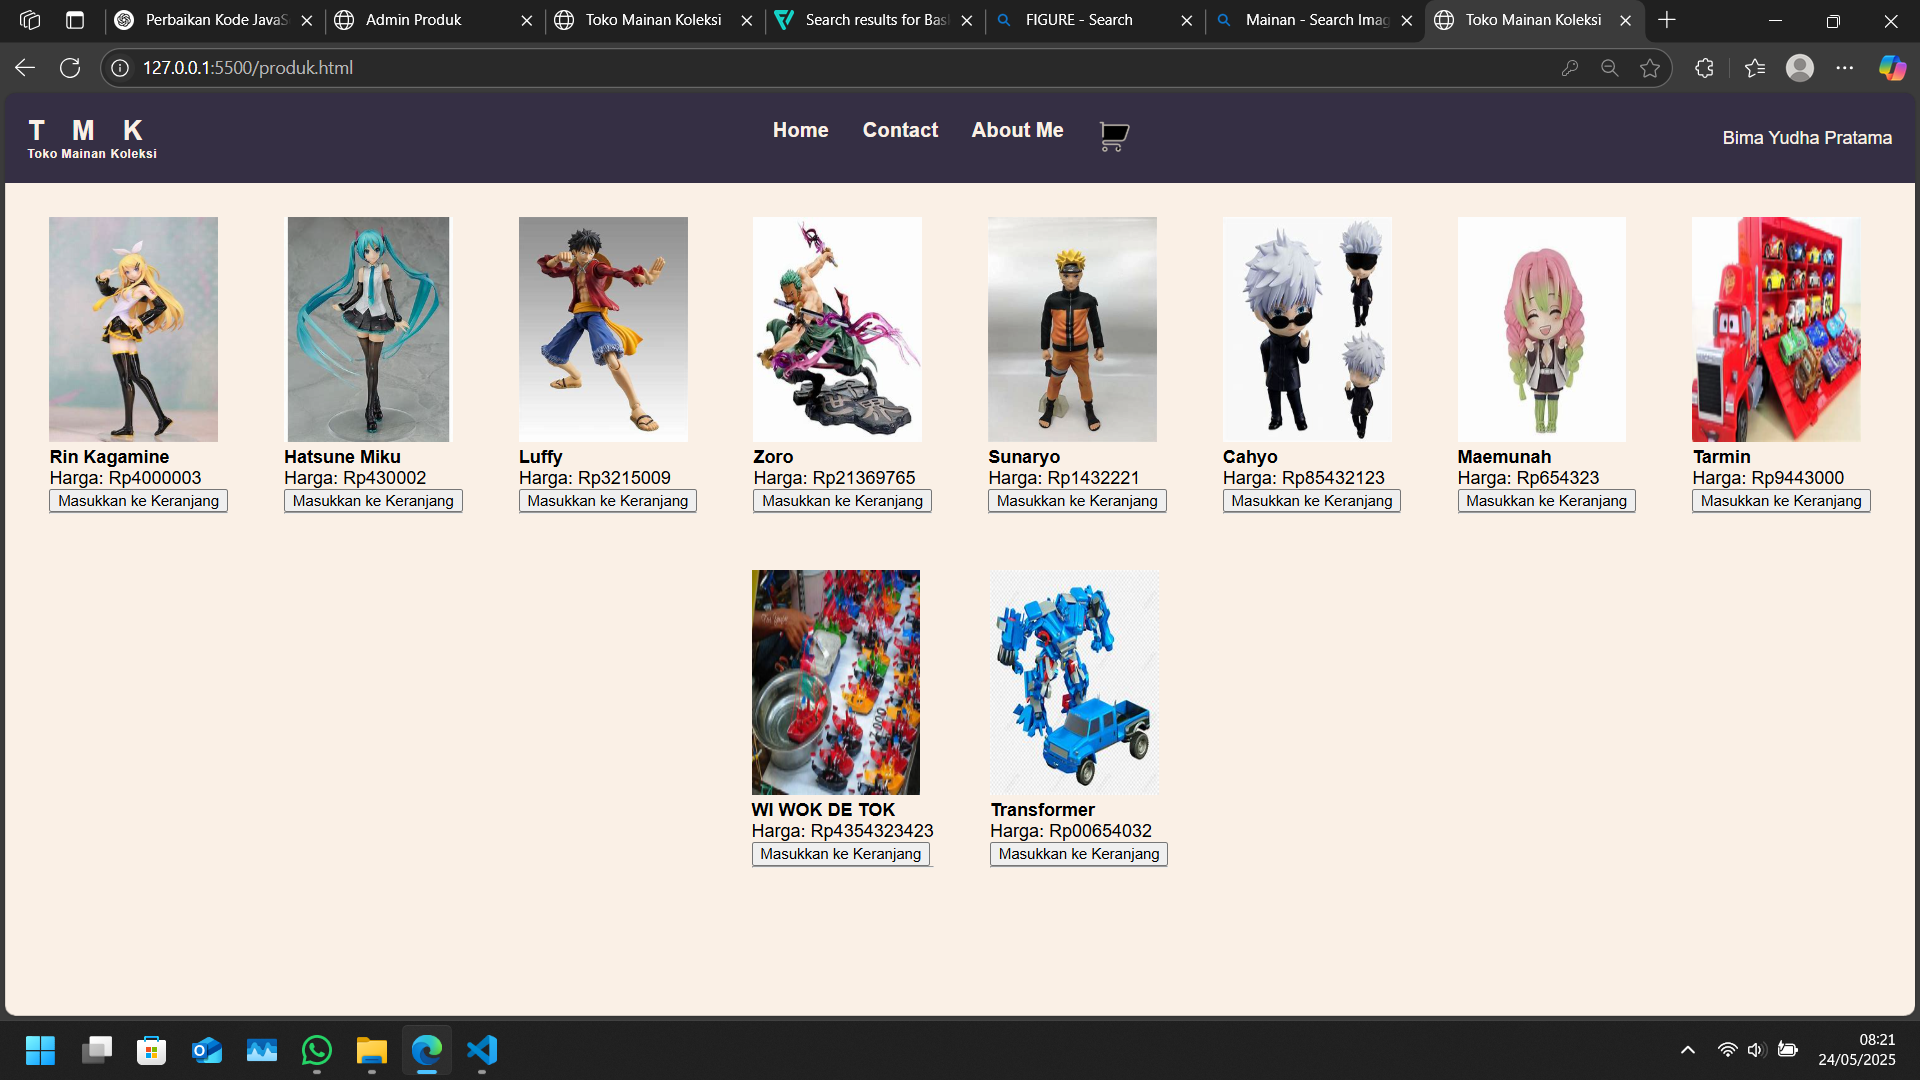 Perbaikan Kode JavaS
Admin Produk
Toko Mainan Koleksi
Search results for Bas
FIGURE - Search
Mainan - Search Imag
Toko Mainan Koleksi
127.0.0.1:5500/produk.html
T M K
Toko Mainan Koleksi
Home
Contact
About Me
Bima Yudha Pratama
Rin Kagamine
Harga: Rp4000003
Masukkan ke Keranjang
Hatsune Miku
Harga: Rp430002
Masukkan ke Keranjang
Luffy
Harga: Rp3215009
Masukkan ke Keranjang
Zoro
Harga: Rp21369765
Masukkan ke Keranjang
Sunaryo
Harga: Rp1432221
Masukkan ke Keranjang
Cahyo
Harga: Rp85432123
Masukkan ke Keranjang
Maemunah
Harga: Rp654323
Masukkan ke Keranjang
Tarmin
Harga: Rp9443000
Masukkan ke Keranjang
WI WOK DE TOK
Harga: Rp4354323423
Masukkan ke Keranjang
Transformer
Harga: Rp00654032
Masukkan ke Keranjang
08:21
24/05/2025